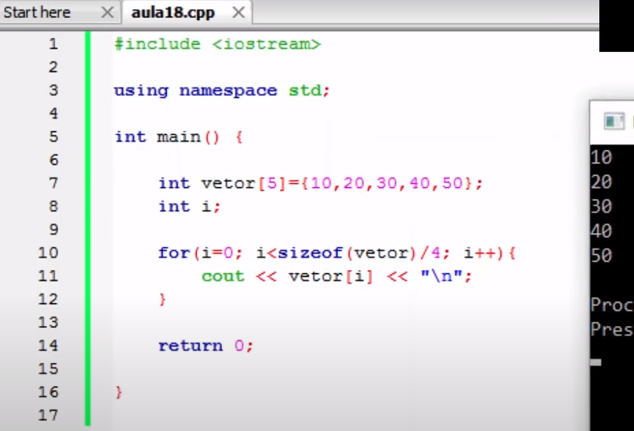 Start here
aula18.cpp
1 #include <iostream>
2
3 using namespace std;
4
5 int main() {
6
7 int vetor[5]={10,20,30,40,50};
8 int i;
9
10 for(i=0; i<sizeof(vetor)/4; i++){
11 cout << vetor[i] << "\n";
12 }
13
14 return 0;
15
16 }
17
10
20
30
40
50
Proc
Pres